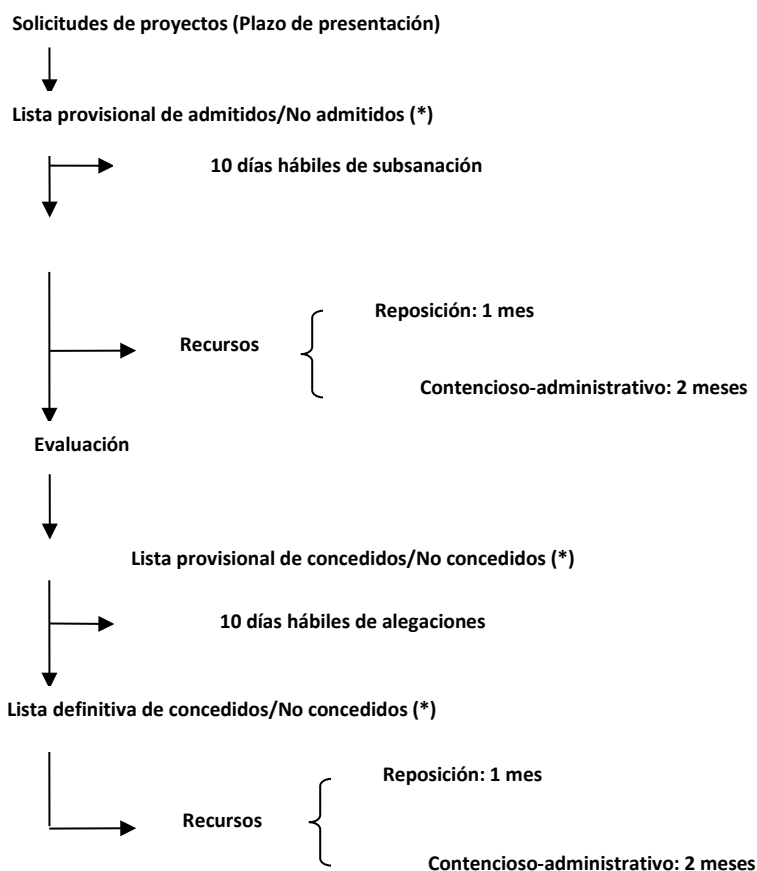 Solicitudes de proyectos (Plazo de presentación)
Lista provisional de admitidos/No admitidos (*)
10 días hábiles de subsanación
Reposición: 1 mes
Recursos
Contencioso-administrativo: 2 meses
Evaluación
Lista provisional de concedidos/No concedidos (*)
10 días hábiles de alegaciones
Lista definitiva de concedidos/No concedidos (*)
Reposición: 1 mes
Recursos
Contencioso-administrativo: 2 meses